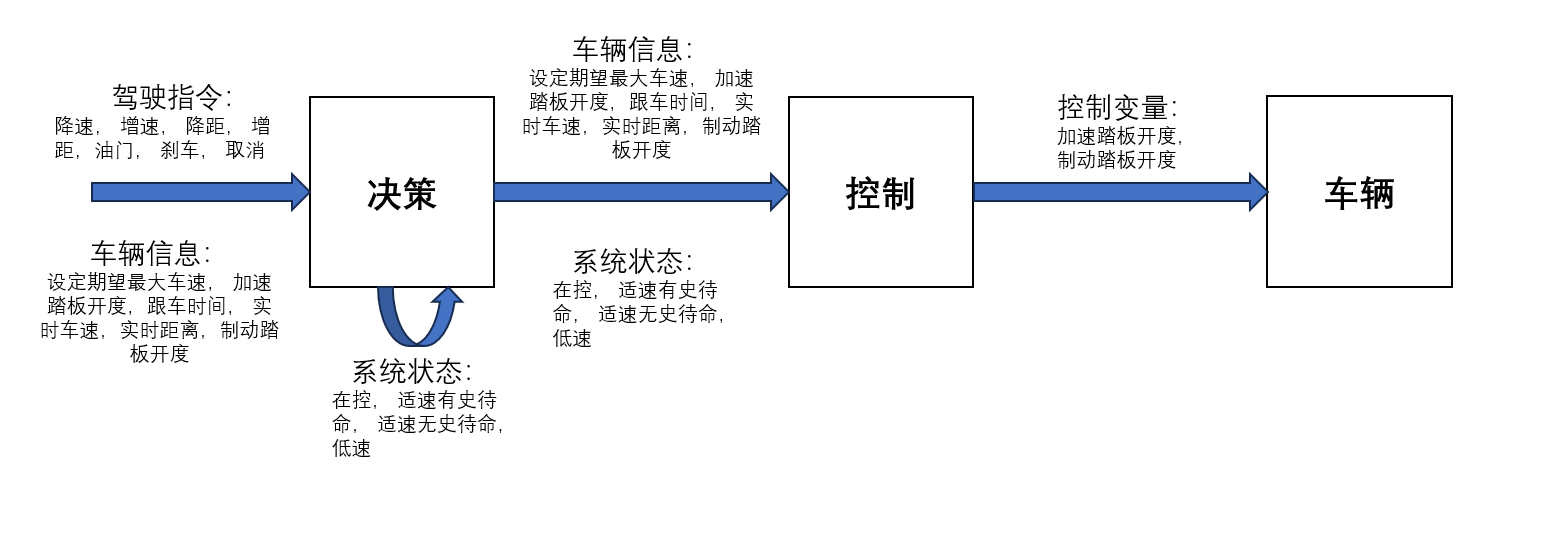 驾驶指令：
降速， 增速， 降距， 增
距，油门， 刹车， 取消
车辆信息：
设定期望最大车速， 加速
踏板开度，跟车时间， 实
时车速，实时距离，制动踏
板开度
决策
系统状态：
在控， 适速有史待
命， 适速无史待命，
低速
车辆信息：
设定期望最大车速， 加速
踏板开度，跟车时间， 实
时车速，实时距离，制动踏
板开度
系统状态：
在控， 适速有史待
命， 适速无史待命，
低速
控制
控制变量：
加速踏板开度，
制动踏板开度
车辆